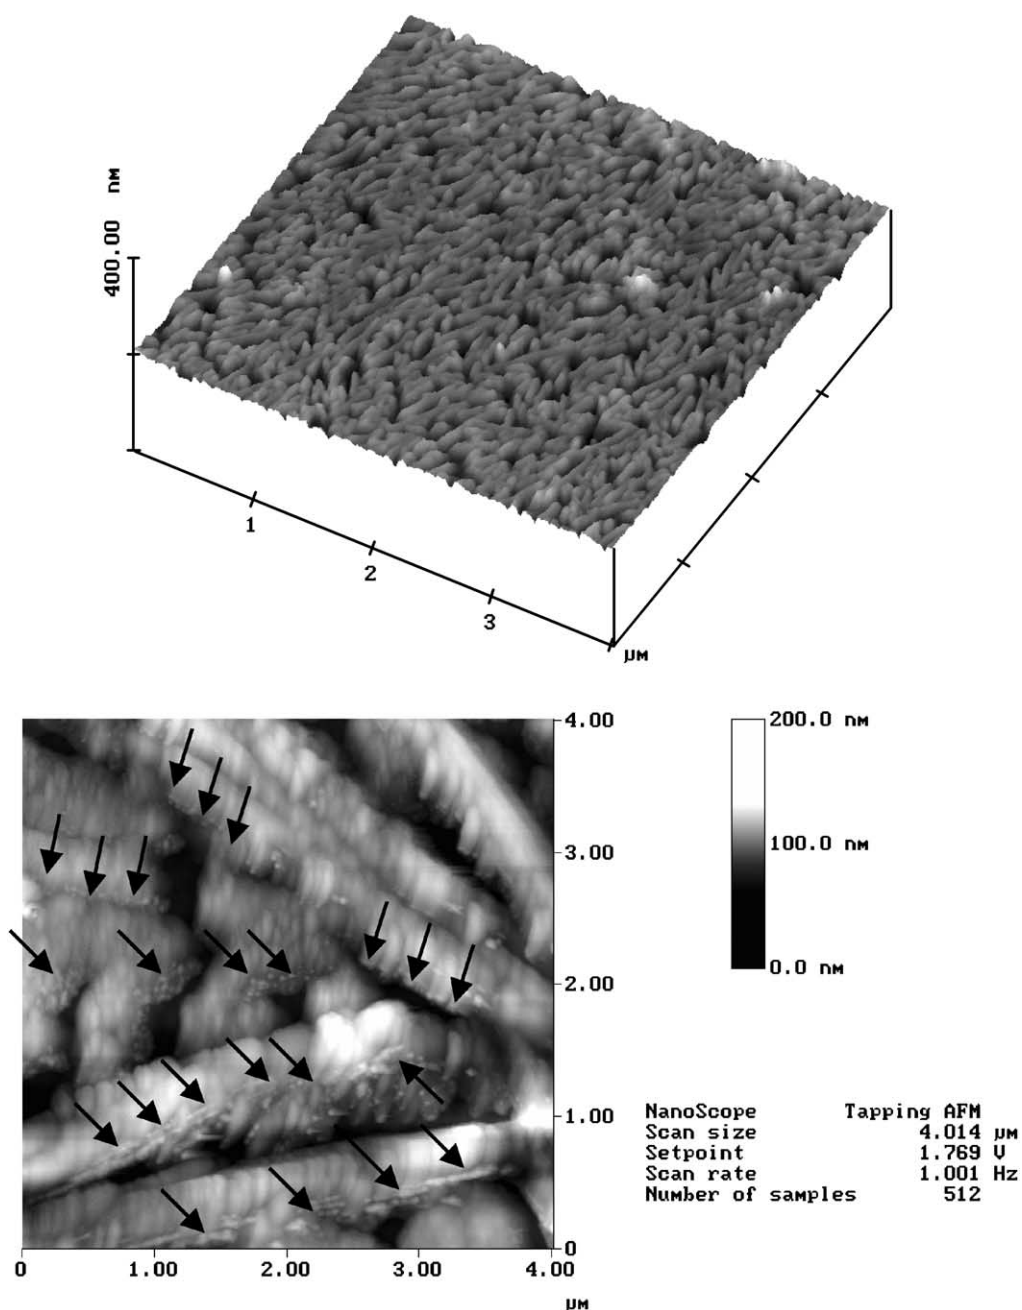 400.00 nm
1
2
3
µm
4.00
3.00
2.00
1.00
0
0
1.00
2.00
3.00
4.00
µm
200.0 nm
100.0 nm
0.0 nm
NanoScope Tapping AFM
Scan size 4.014 µm
Setpoint 1.769 V
Scan rate 1.001 Hz
Number of samples 512